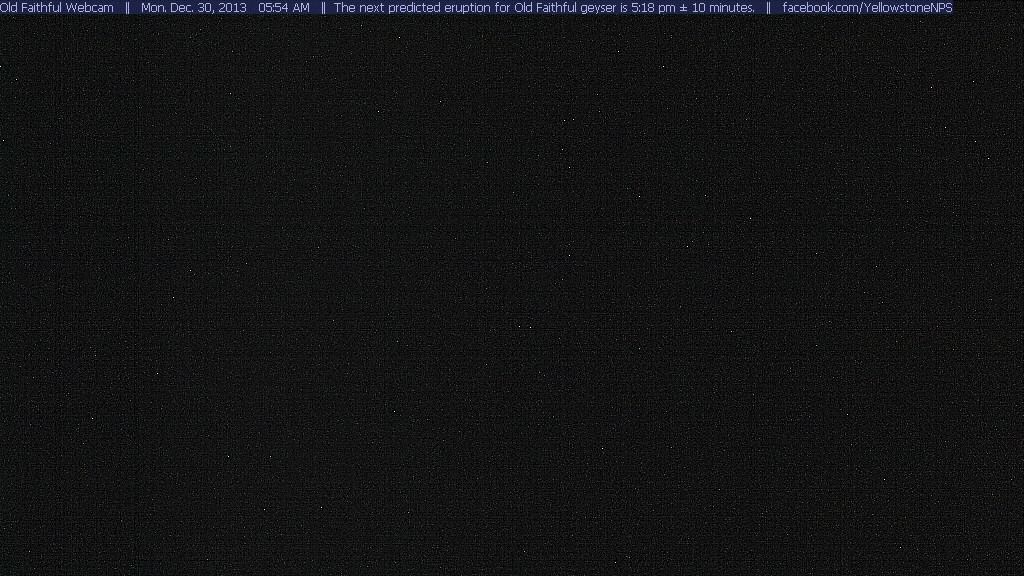 Old Faithful Webcam || Mon. Dec. 30, 2013 05:54 AM || The next predicted eruption for Old Faithful geyser is 5:18 pm ± 10 minutes. || facebook.com/YellowstoneNPS